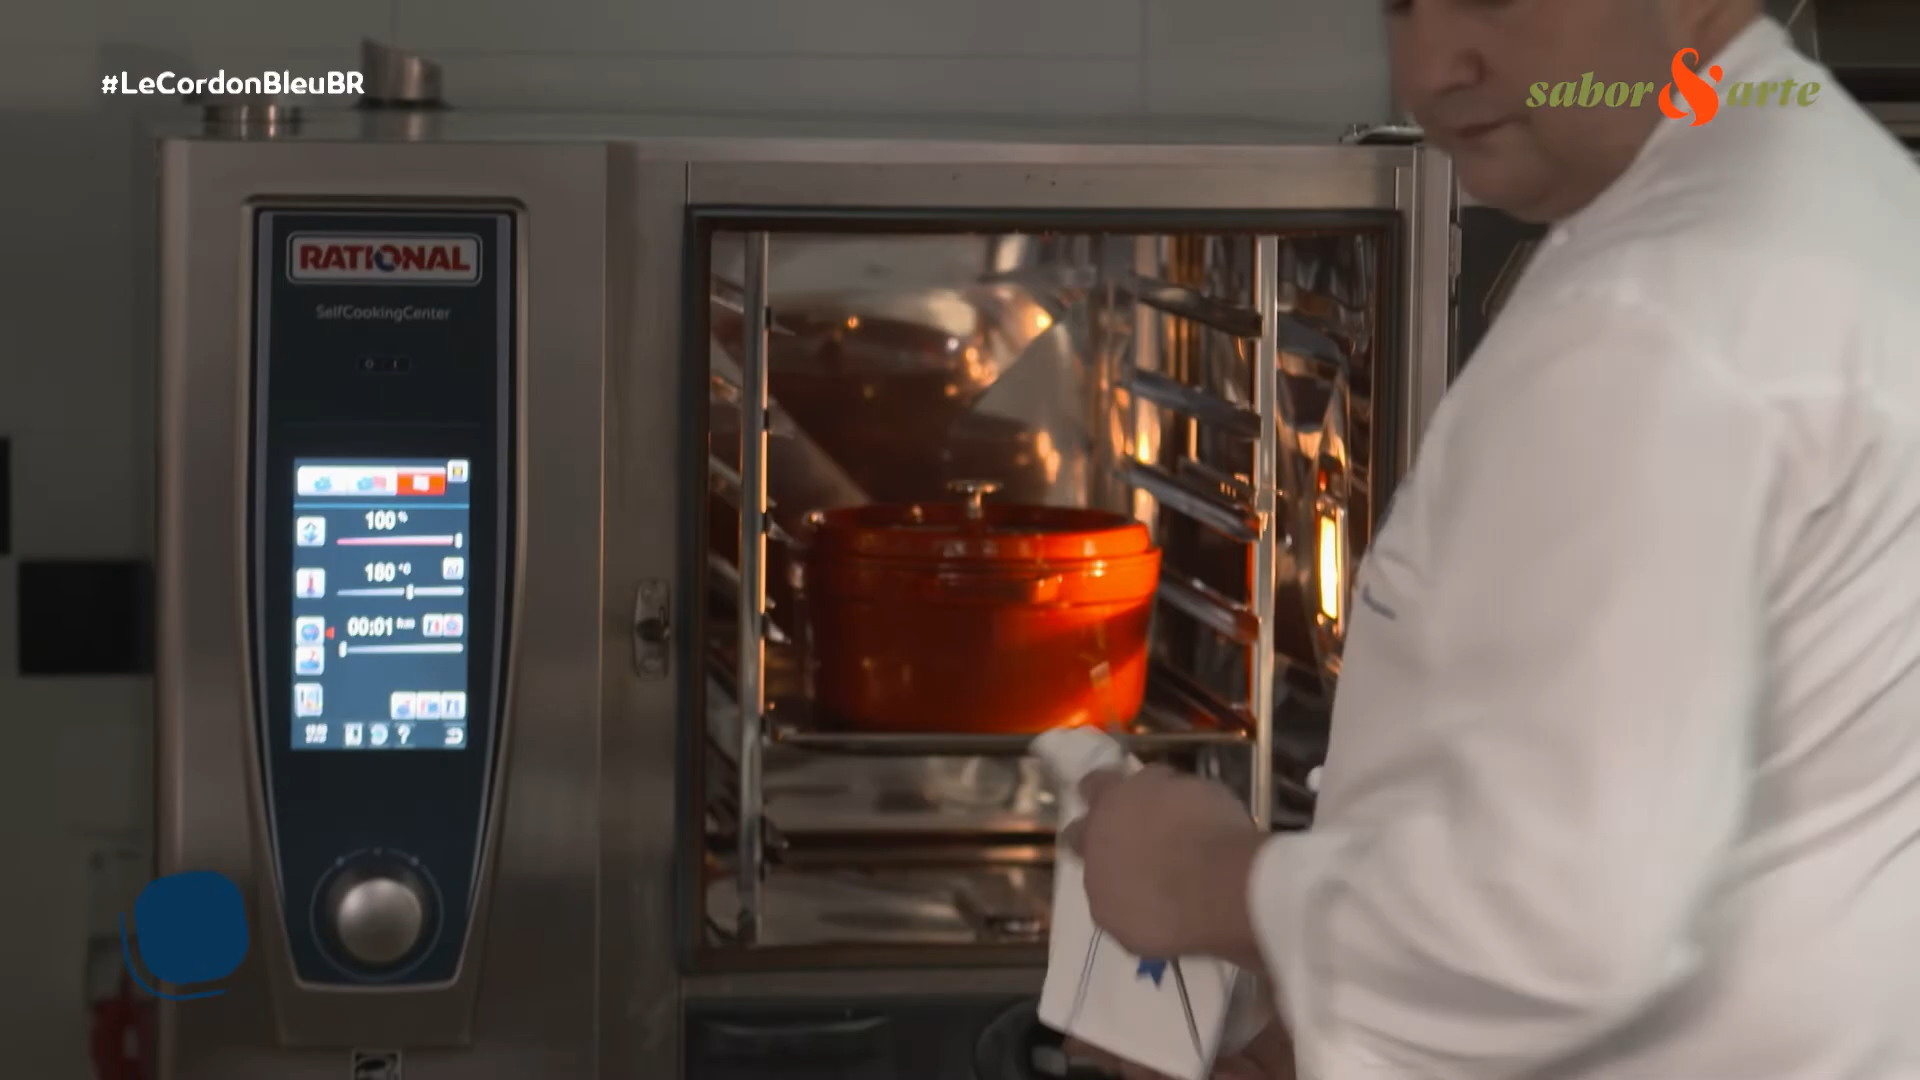 #LeCordonBleuBR
sabor & arte
RATIONAL
SelfCookingCenter
100 %
180 °C
00:01
?